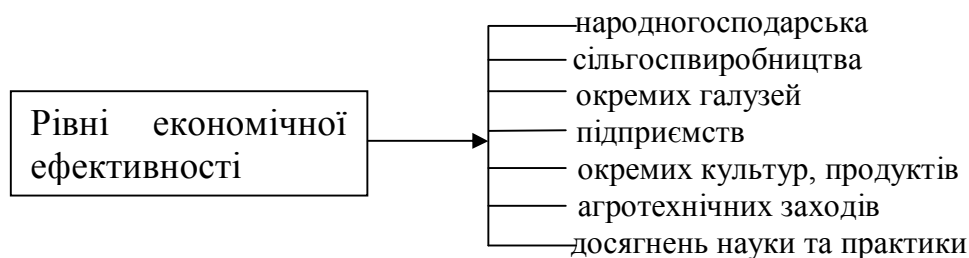 Рівні економічної
ефективності
народногосподарська
сільгоспвиробництва
окремих галузей
підприємств
окремих культур, продуктів
агротехнічних заходів
досягнень науки та практики